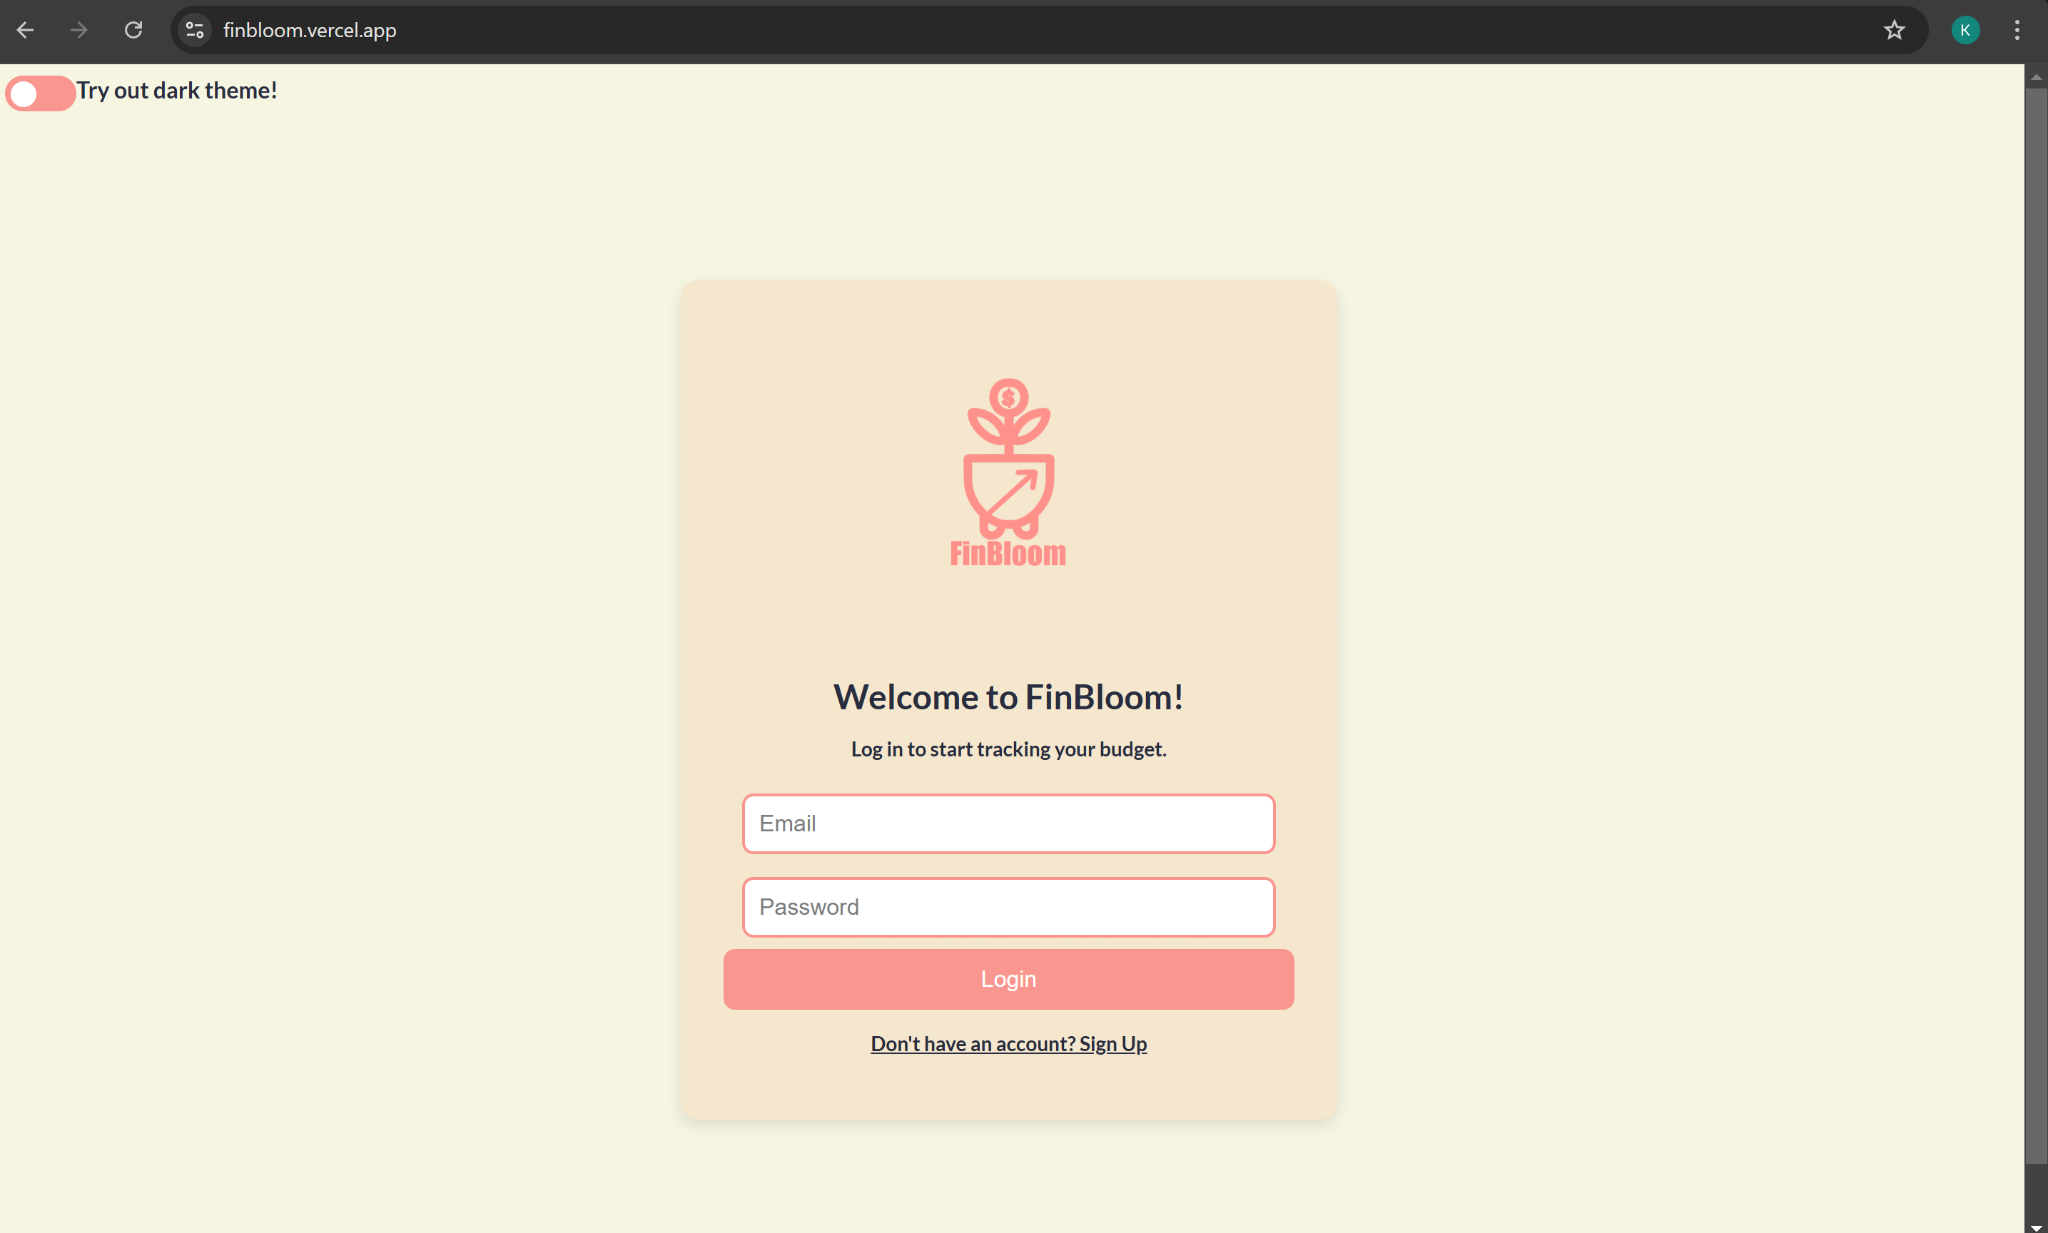 finbloom.vercel.app
K
Try out dark theme!
$
FinBloom
Welcome to FinBloom!
Log in to start tracking your budget.
Email
Password
Login
Don't have an account? Sign Up